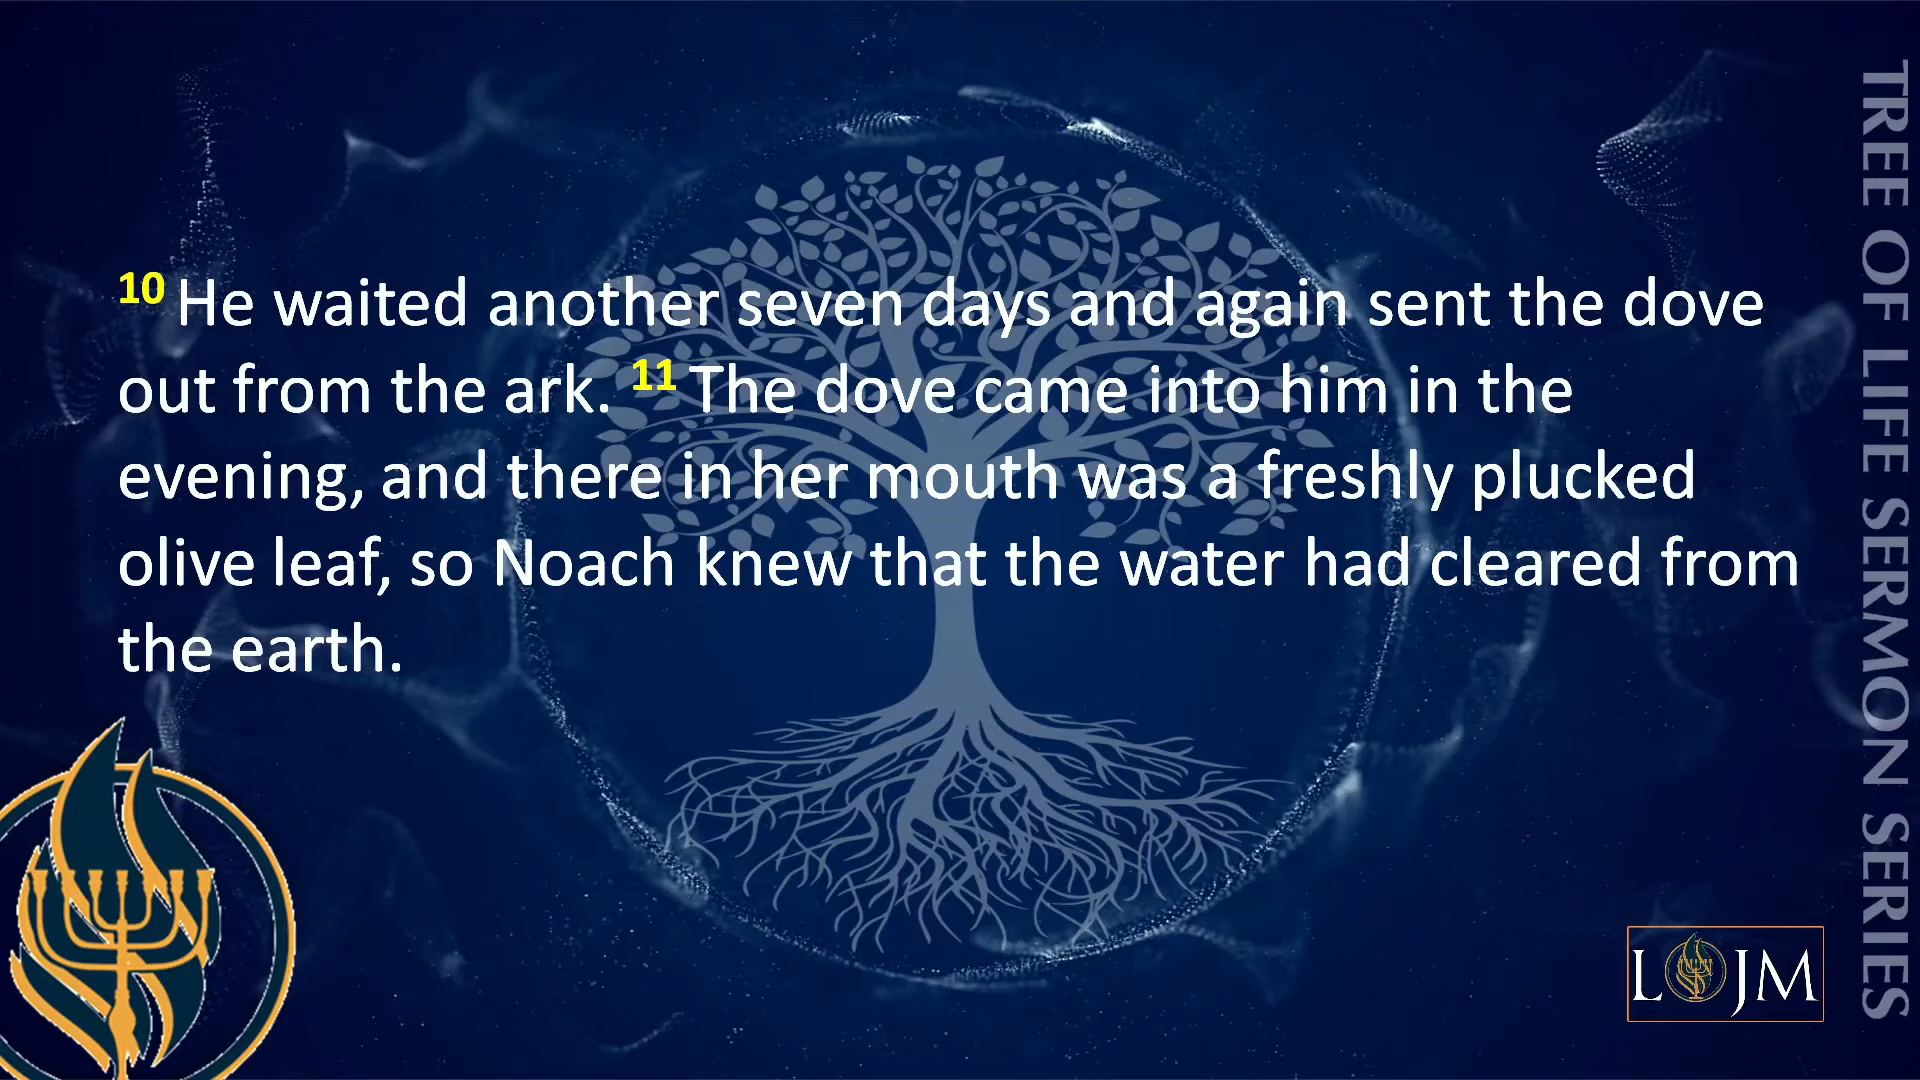 10 He waited another seven days and again sent the dove
out from the ark. 11 The dove came into him in the
evening, and there in her mouth was a freshly plucked
olive leaf, so Noach knew that the water had cleared from
the earth.
TREE OF LIFE SERMON SERIES
LOJM